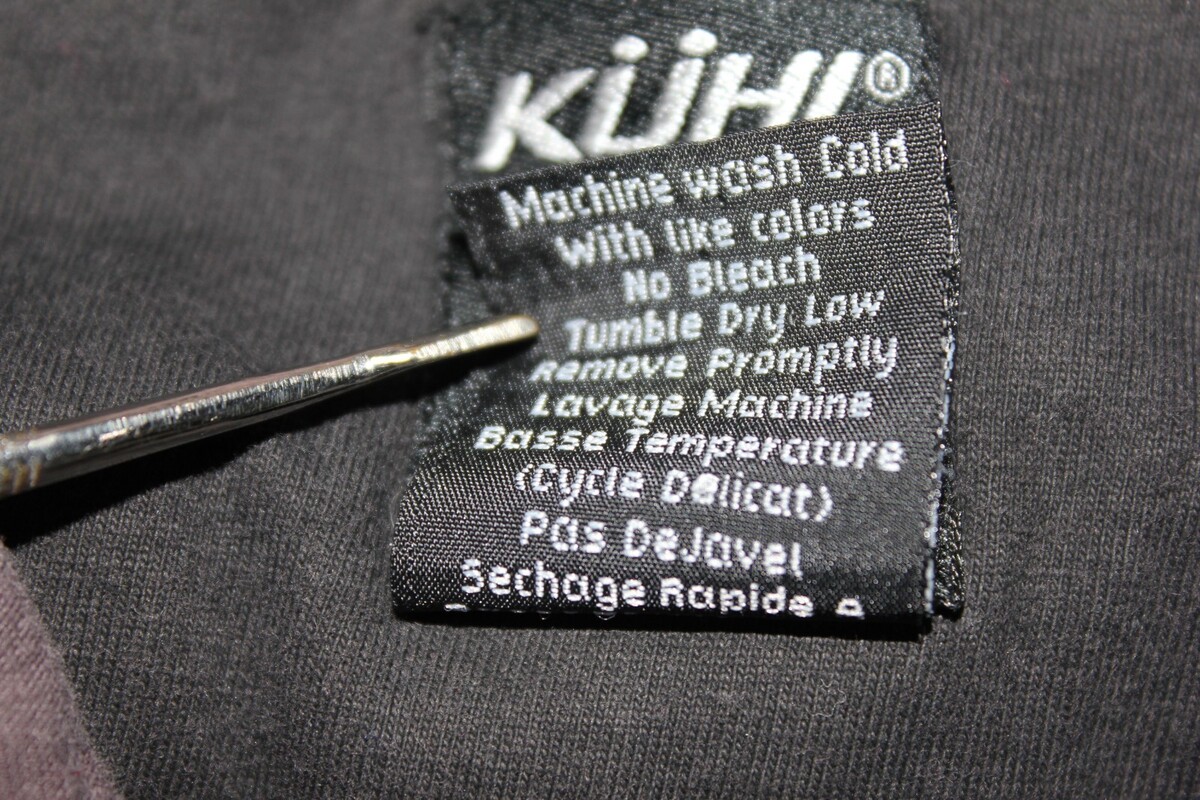 KÜHl®
Machine wash Cold
With like colors
No Bleach
Tumble Dry Low
Remove Promptly
Lavage Machine
Basse Temperature
(Cycle Delicat)
Pas DeJavel
Sechage Rapide A